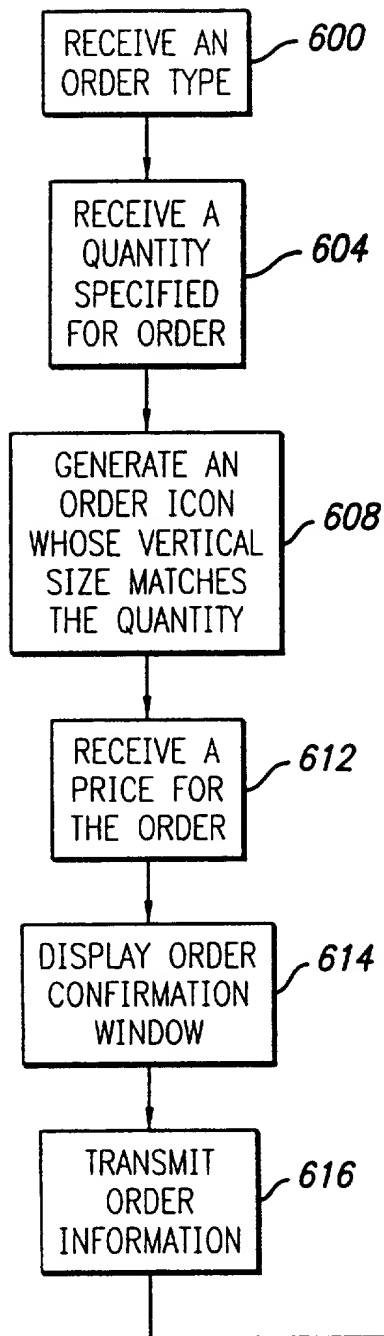 RECEIVE AN
ORDER TYPE
600
RECEIVE A
QUANTITY
SPECIFIED
FOR ORDER
604
GENERATE AN
ORDER ICON
WHOSE VERTICAL
SIZE MATCHES
THE QUANTITY
608
RECEIVE A
PRICE FOR
THE ORDER
612
DISPLAY ORDER
CONFIRMATION
WINDOW
614
TRANSMIT
ORDER
INFORMATION
616